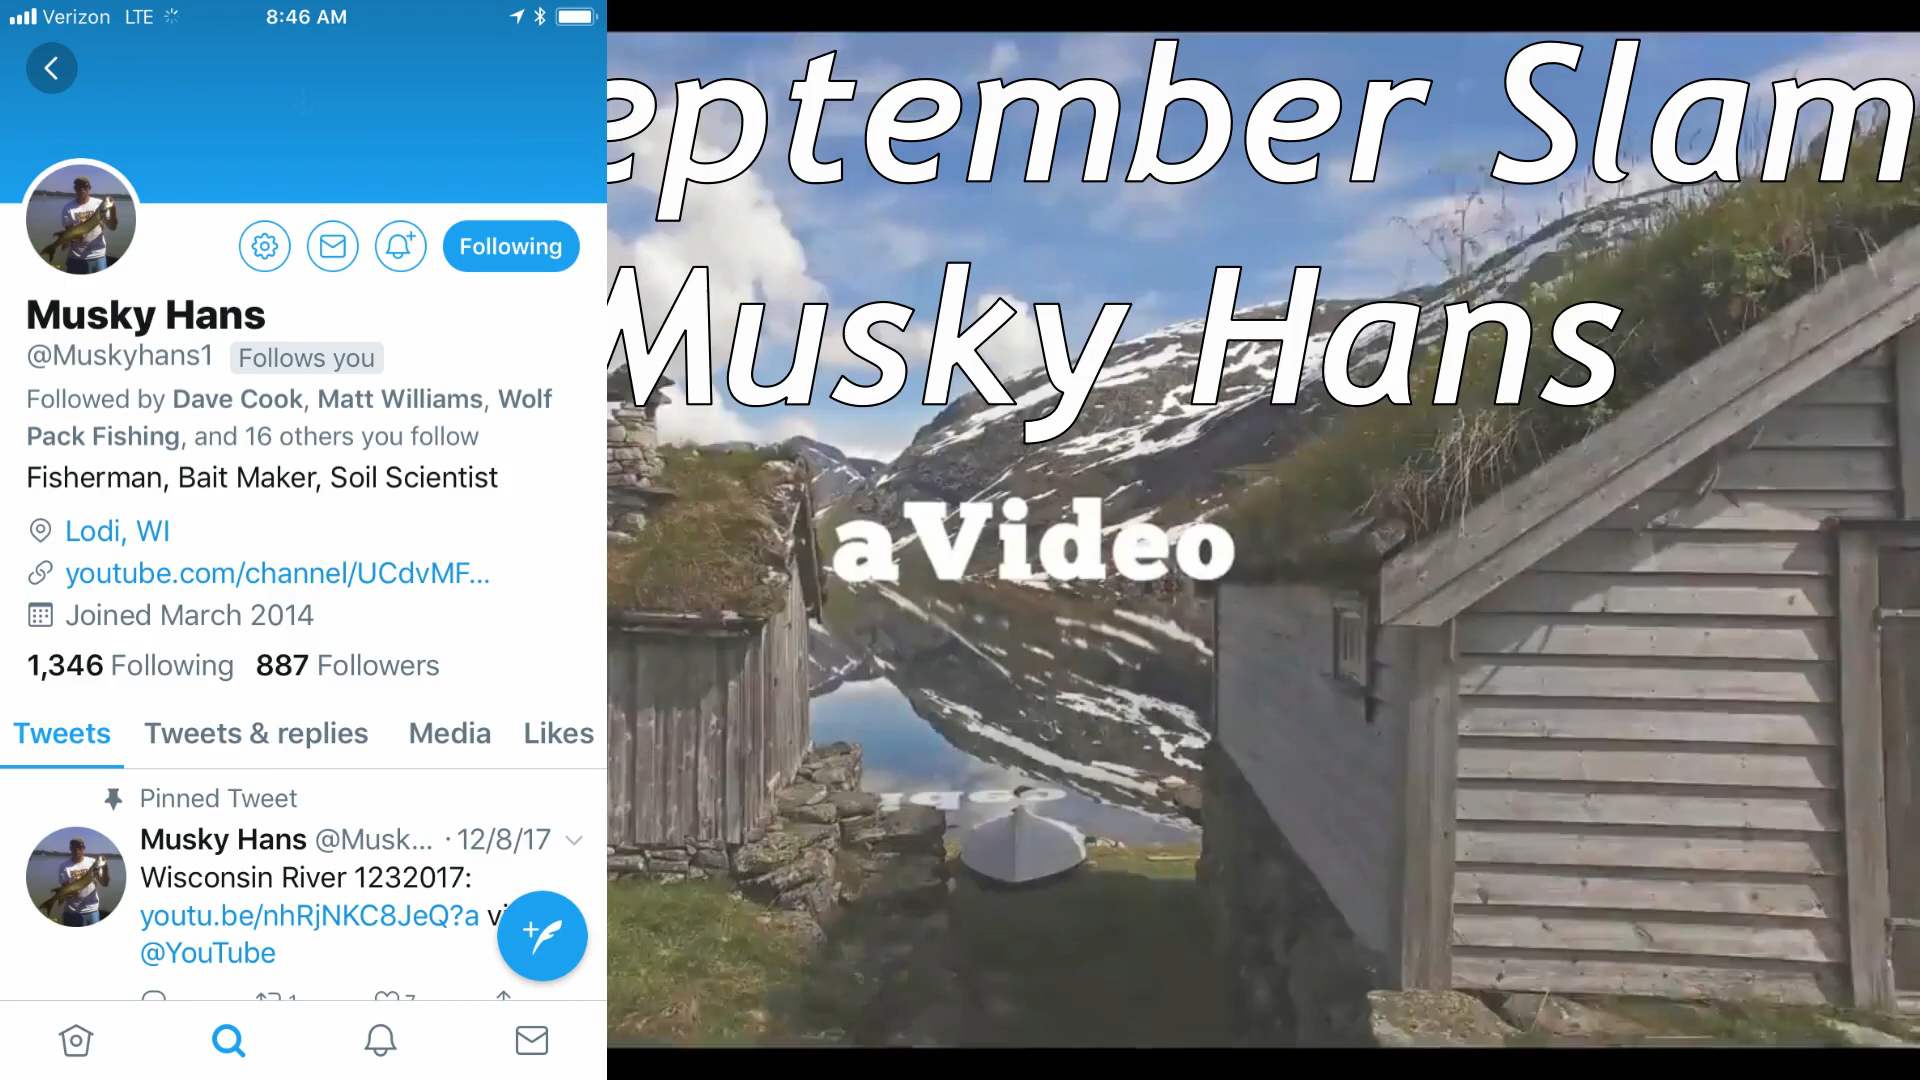 Verizon LTE 8:46 AM
Following
Musky Hans
@Muskyhans1 Follows you
Followed by Dave Cook, Matt Williams, Wolf
Pack Fishing, and 16 others you follow
Fisherman, Bait Maker, Soil Scientist
Lodi, WI
youtube.com/channel/UCdvMF...
Joined March 2014
1,346 Following 887 Followers
Tweets Tweets & replies Media Likes
Pinned Tweet
Musky Hans @Musk... · 12/8/17
Wisconsin River 1232017:
youtu.be/nhRjNKC8JeQ?a
@YouTube
eptember Slam
Musky Hans
aVideo